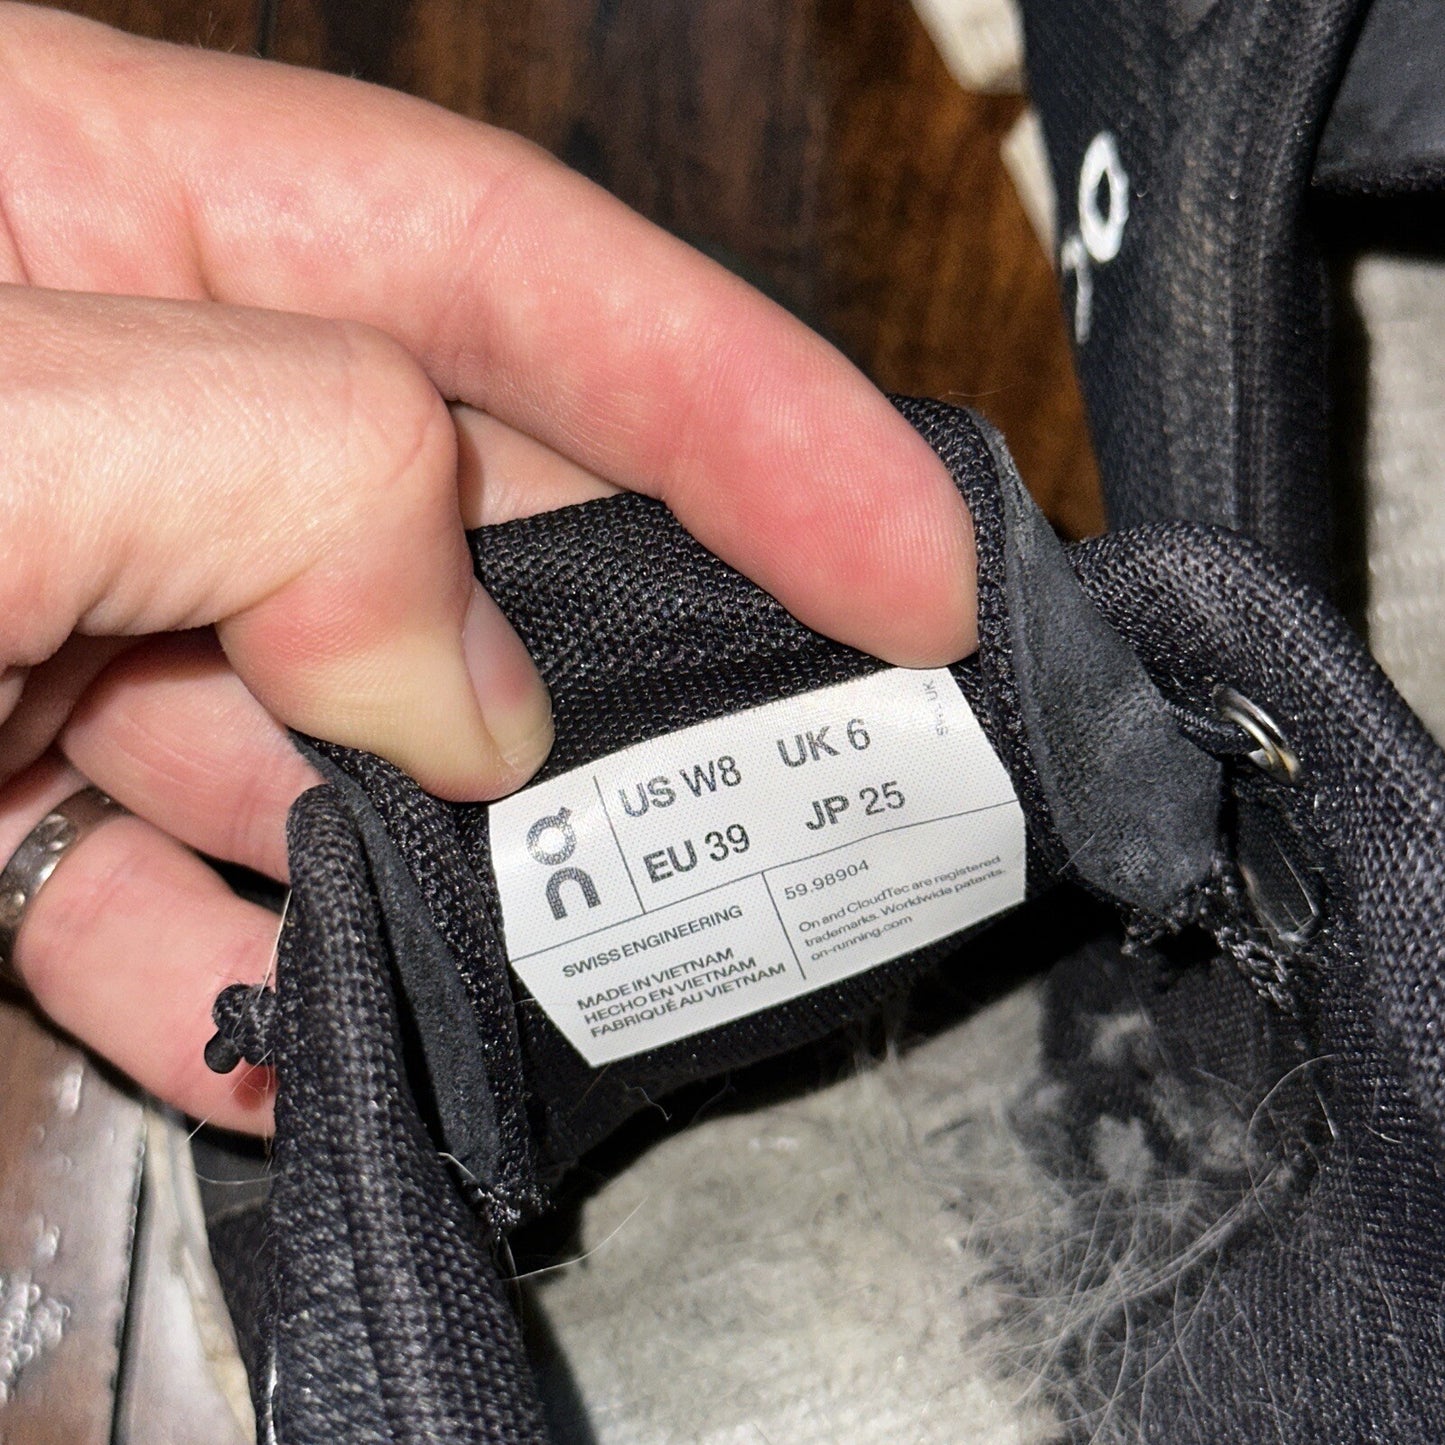 on
US W8 UK 6
EU 39 JP 25
SWISS ENGINEERING
MADE IN VIETNAM
HECHO EN VIETNAM
FABRIQUÉ AU VIETNAM
59.98904
On and CloudTec are registered
trademarks. Worldwide patents.
on-running.com